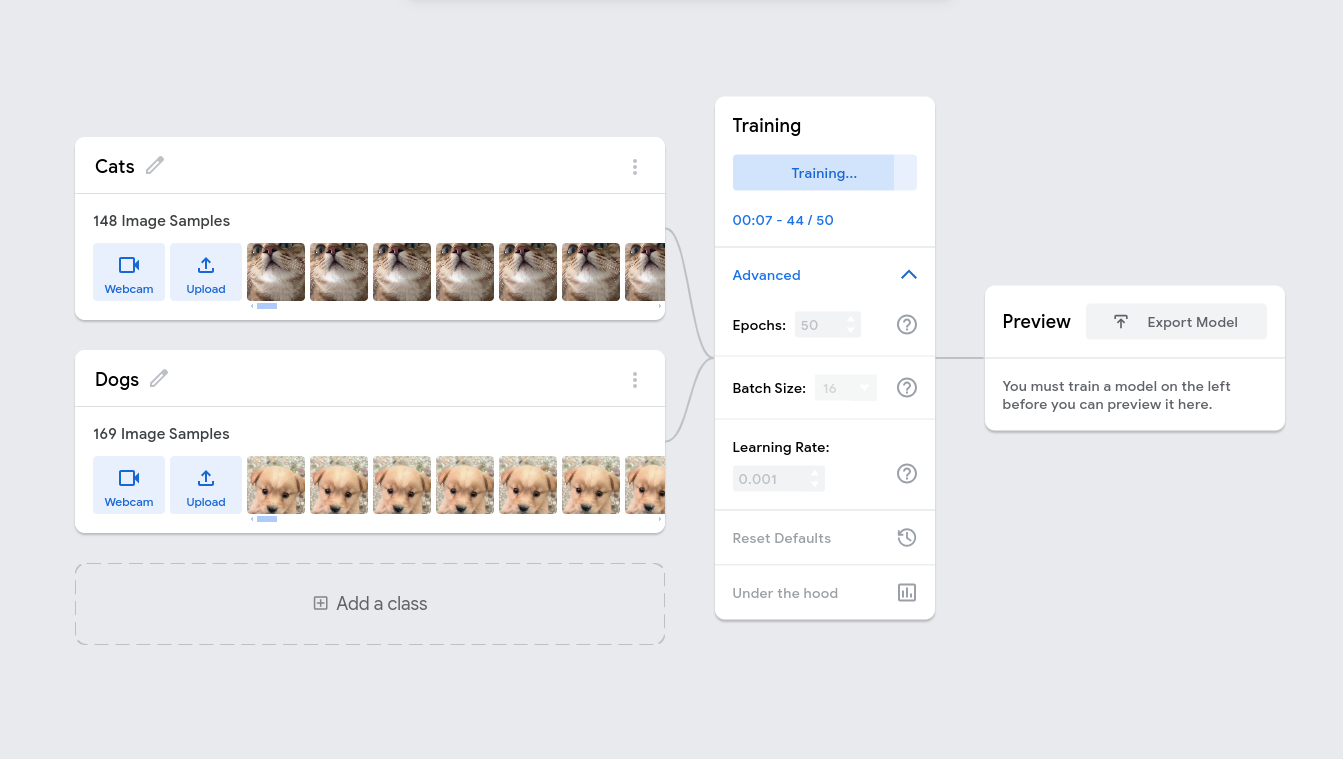 Cats
148 Image Samples
Webcam
Upload
Dogs
169 Image Samples
Webcam
Upload
Add a class
Training
Training...
00:07 - 44 / 50
Advanced
Epochs: 50
Batch Size: 16
Learning Rate:
0.001
Reset Defaults
Under the hood
Preview
Export Model
You must train a model on the left
before you can preview it here.